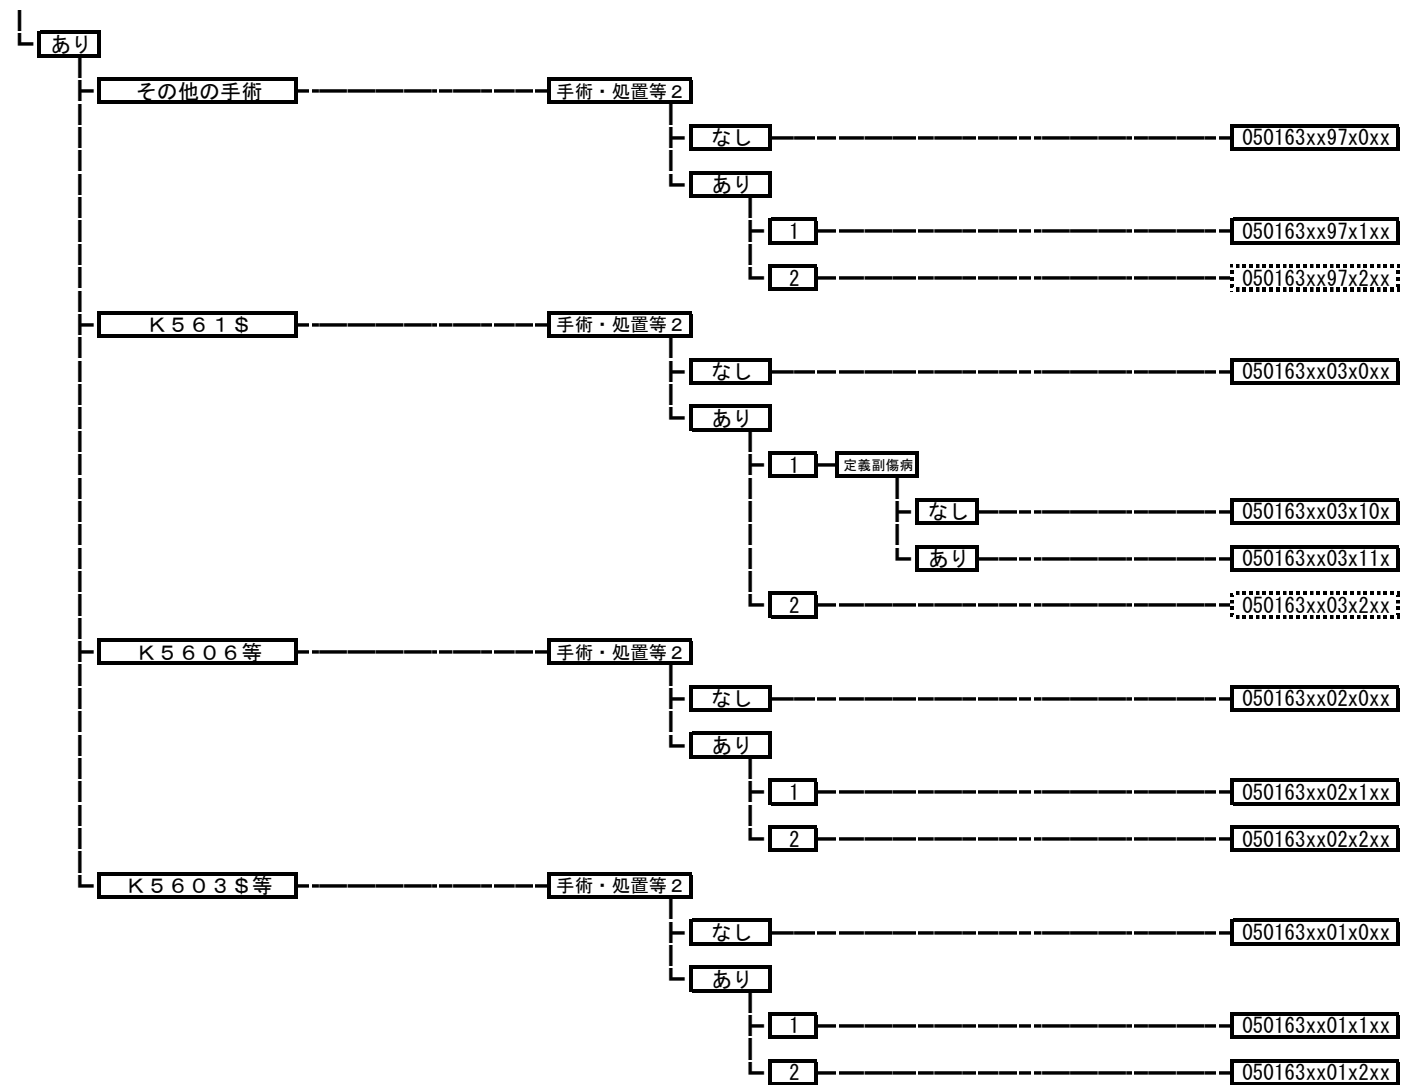 あり
その他の手術 手術・処置等２
なし 050163xx97x0xx
あり
1 050163xx97x1xx
2 050163xx97x2xx
Ｋ５６１＄ 手術・処置等２
なし 050163xx03x0xx
あり
1 定義副傷病
なし 050163xx03x10x
あり 050163xx03x11x
2 050163xx03x2xx
Ｋ５６０６等 手術・処置等２
なし 050163xx02x0xx
あり
1 050163xx02x1xx
2 050163xx02x2xx
Ｋ５６０３＄等 手術・処置等２
なし 050163xx01x0xx
あり
1 050163xx01x1xx
2 050163xx01x2xx